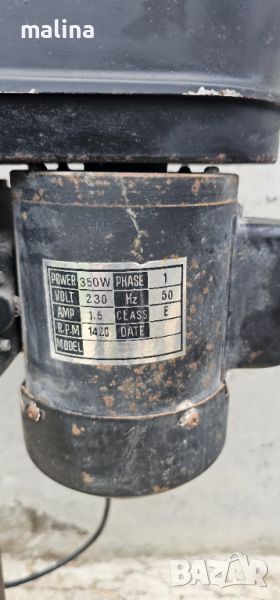 malina
POWER 350W PHASE 1
VOLT 230 Hz 50
AMP 1.5 CLASS E
R.P.M 1420 DATE
MODEL
BAZAR